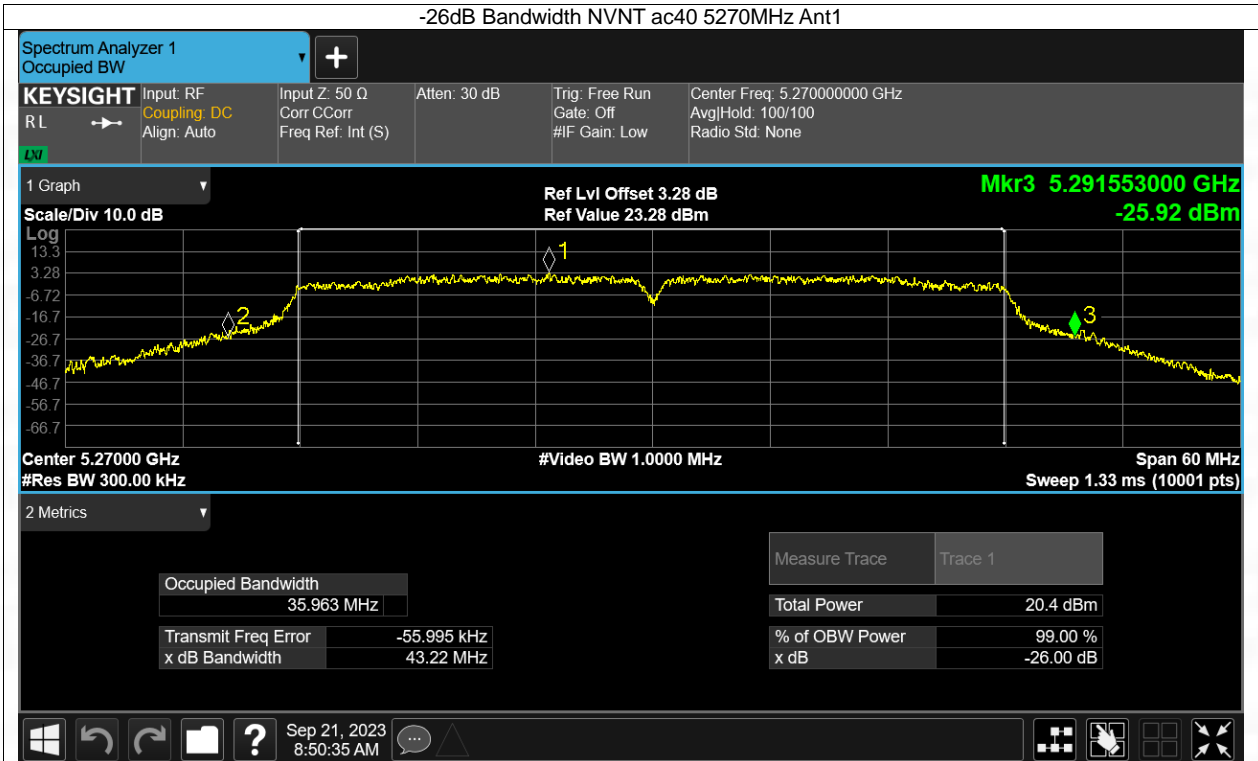 -26dB Bandwidth NVNT ac40 5270MHz Ant1
Spectrum Analyzer 1
Occupied BW
KEYSIGHT
R L
LXI
Input: RF
Coupling: DC
Align: Auto
Input Z: 50 Ω
Corr CCorr
Freq Ref: Int (S)
Atten: 30 dB
Trig: Free Run
Gate: Off
#IF Gain: Low
Center Freq: 5.270000000 GHz
Avg|Hold: 100/100
Radio Std: None
1 Graph
Scale/Div 10.0 dB
Ref Lvl Offset 3.28 dB
Ref Value 23.28 dBm
Mkr3 5.291553000 GHz
-25.92 dBm
Log
13.3
3.28
-6.72
-16.7
-26.7
-36.7
-46.7
-56.7
-66.7
1
2
3
Center 5.27000 GHz
#Res BW 300.00 kHz
#Video BW 1.0000 MHz
Span 60 MHz
Sweep 1.33 ms (10001 pts)
2 Metrics
Measure Trace Trace 1
Occupied Bandwidth
35.963 MHz
Total Power 20.4 dBm
Transmit Freq Error -55.995 kHz
% of OBW Power 99.00 %
x dB Bandwidth 43.22 MHz
x dB -26.00 dB
?
Sep 21, 2023
8:50:35 AM